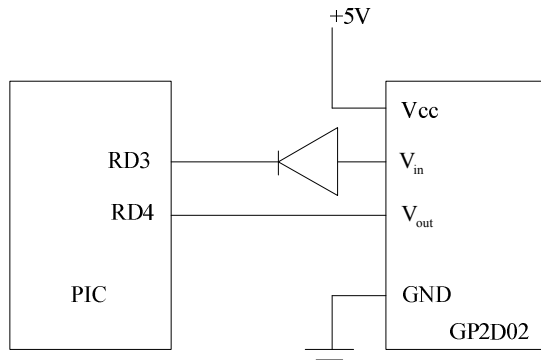 +5V
Vcc
RD3
Vin
RD4
Vout
PIC
GND
GP2D02